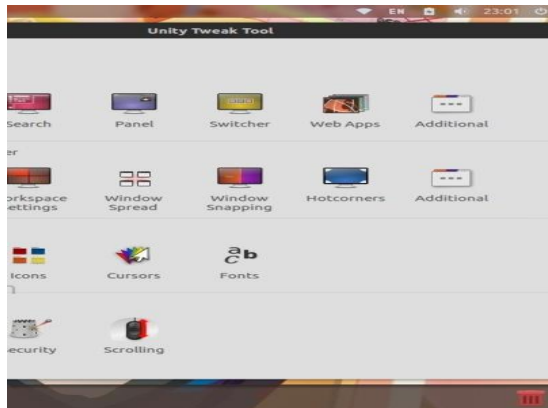 EN 23:01
Unity Tweak Tool
Search Panel Switcher Web Apps Additional
er
orkspace Window Window Hotcorners Additional
ettings Spread Snapping
Icons Cursors Fonts
ecurity Scrolling